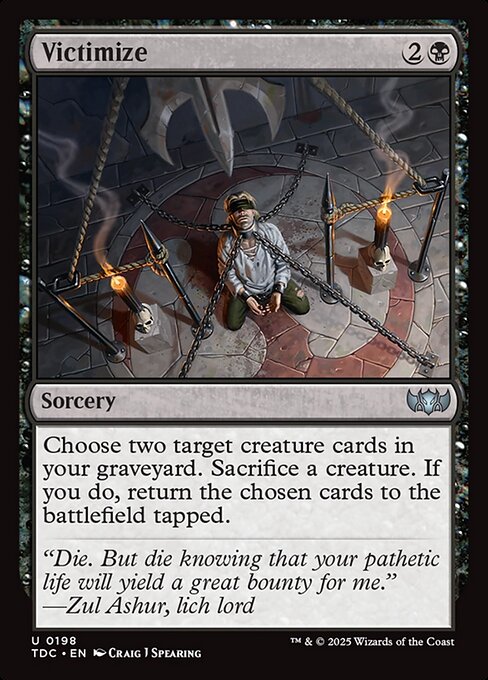 Victimize 2
Sorcery
Choose two target creature cards in
your graveyard. Sacrifice a creature. If
you do, return the chosen cards to the
battlefield tapped.
“Die. But die knowing that your pathetic
life will yield a great bounty for me.”
—Zul Ashur, lich lord
U 0198
TDC • EN Craig J Spearing
™ & © 2025 Wizards of the Coast